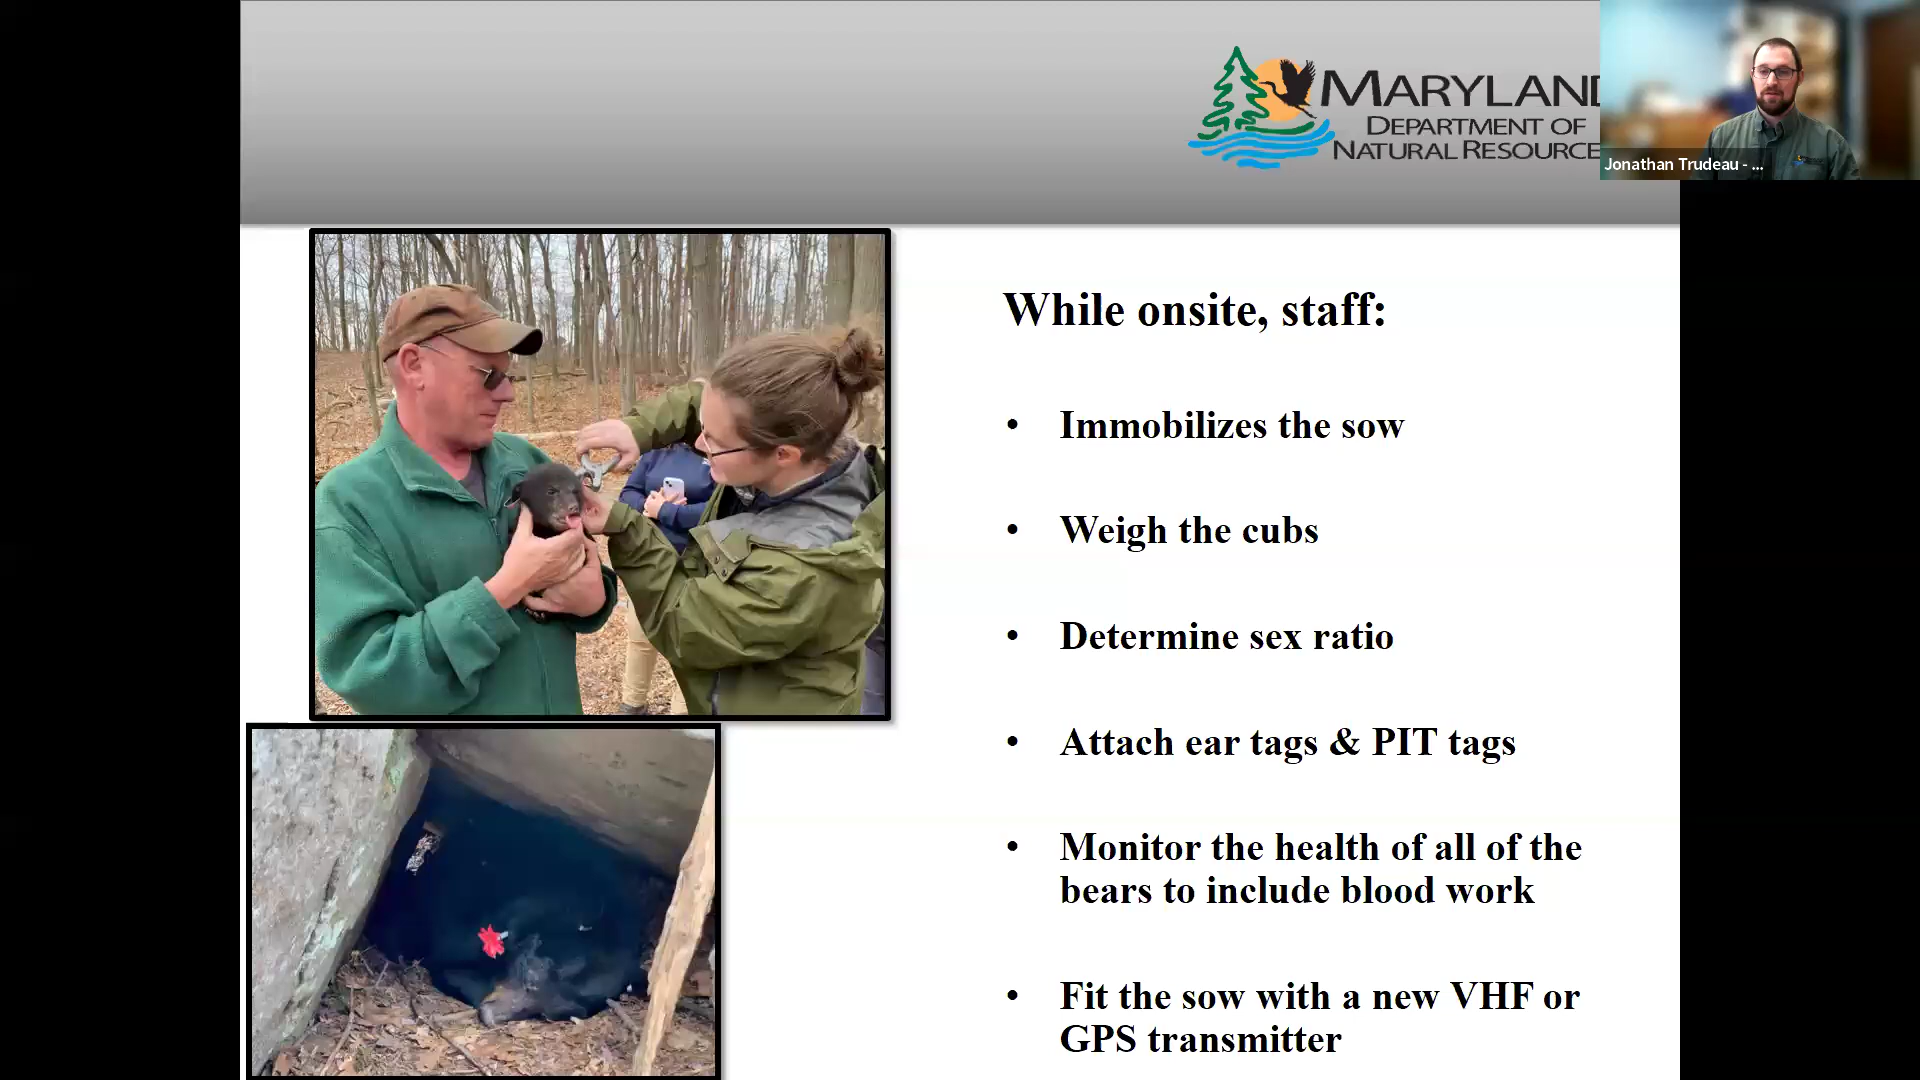 MARYLAND
DEPARTMENT OF
NATURAL RESOURCE
Jonathan Trudeau - ...
While onsite, staff:
• Immobilizes the sow
• Weigh the cubs
• Determine sex ratio
• Attach ear tags & PIT tags
• Monitor the health of all of the
bears to include blood work
• Fit the sow with a new VHF or
GPS transmitter